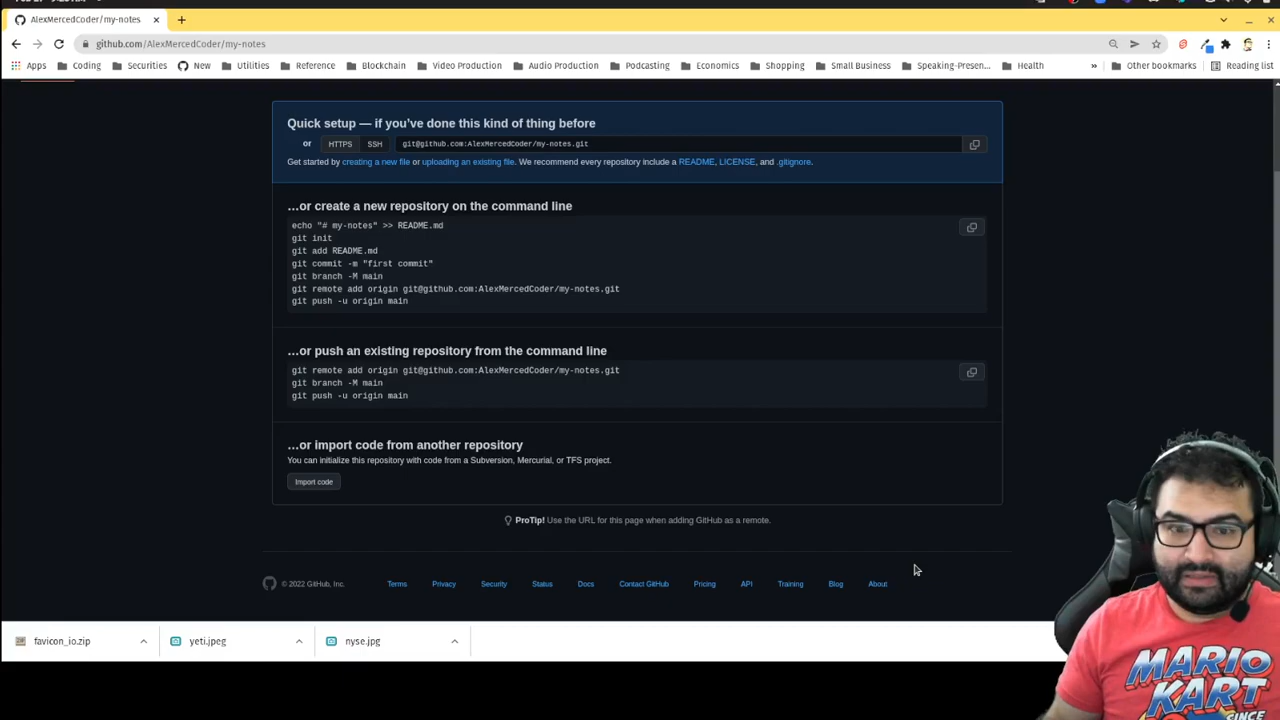 AlexMercedCoder/my-notes
github.com/AlexMercedCoder/my-notes
Apps Coding Securities New Utilities Reference Blockchain Video Production Audio Production Podcasting Economics Shopping Small Business Speaking-Presen... Health » Other bookmarks Reading list
Quick setup — if you've done this kind of thing before
or HTTPS SSH git@github.com:AlexMercedCoder/my-notes.git
Get started by creating a new file or uploading an existing file. We recommend every repository include a README, LICENSE, and .gitignore.
…or create a new repository on the command line
echo "# my-notes" >> README.md
git init
git add README.md
git commit -m "first commit"
git branch -M main
git remote add origin git@github.com:AlexMercedCoder/my-notes.git
git push -u origin main
…or push an existing repository from the command line
git remote add origin git@github.com:AlexMercedCoder/my-notes.git
git branch -M main
git push -u origin main
…or import code from another repository
You can initialize this repository with code from a Subversion, Mercurial, or TFS project.
Import code
ProTip! Use the URL for this page when adding GitHub as a remote.
© 2022 GitHub, Inc. Terms Privacy Security Status Docs Contact GitHub Pricing API Training Blog About
favicon_io.zip yeti.jpeg nyse.jpg
MARIO
KART
SINCE